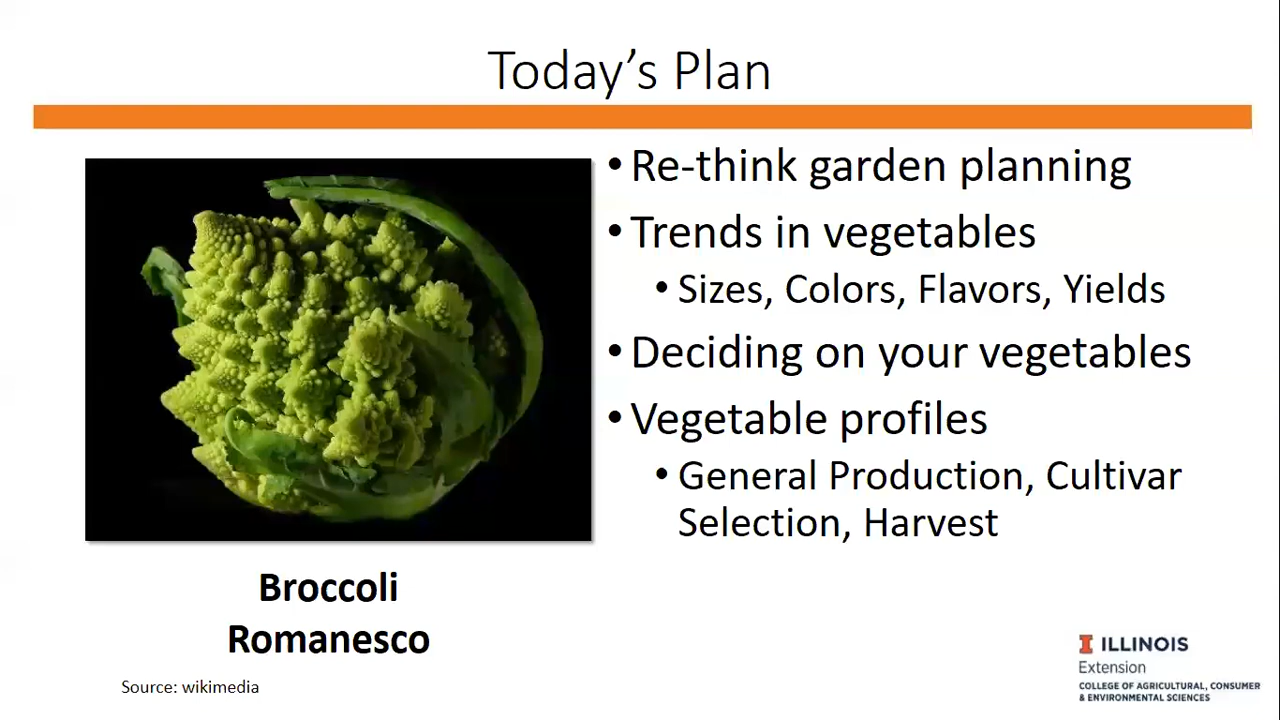 Today’s Plan
• Re-think garden planning
• Trends in vegetables
• Sizes, Colors, Flavors, Yields
• Deciding on your vegetables
• Vegetable profiles
• General Production, Cultivar
Selection, Harvest
Broccoli
Romanesco
Source: wikimedia
I ILLINOIS
Extension
COLLEGE OF AGRICULTURAL, CONSUMER
& ENVIRONMENTAL SCIENCES